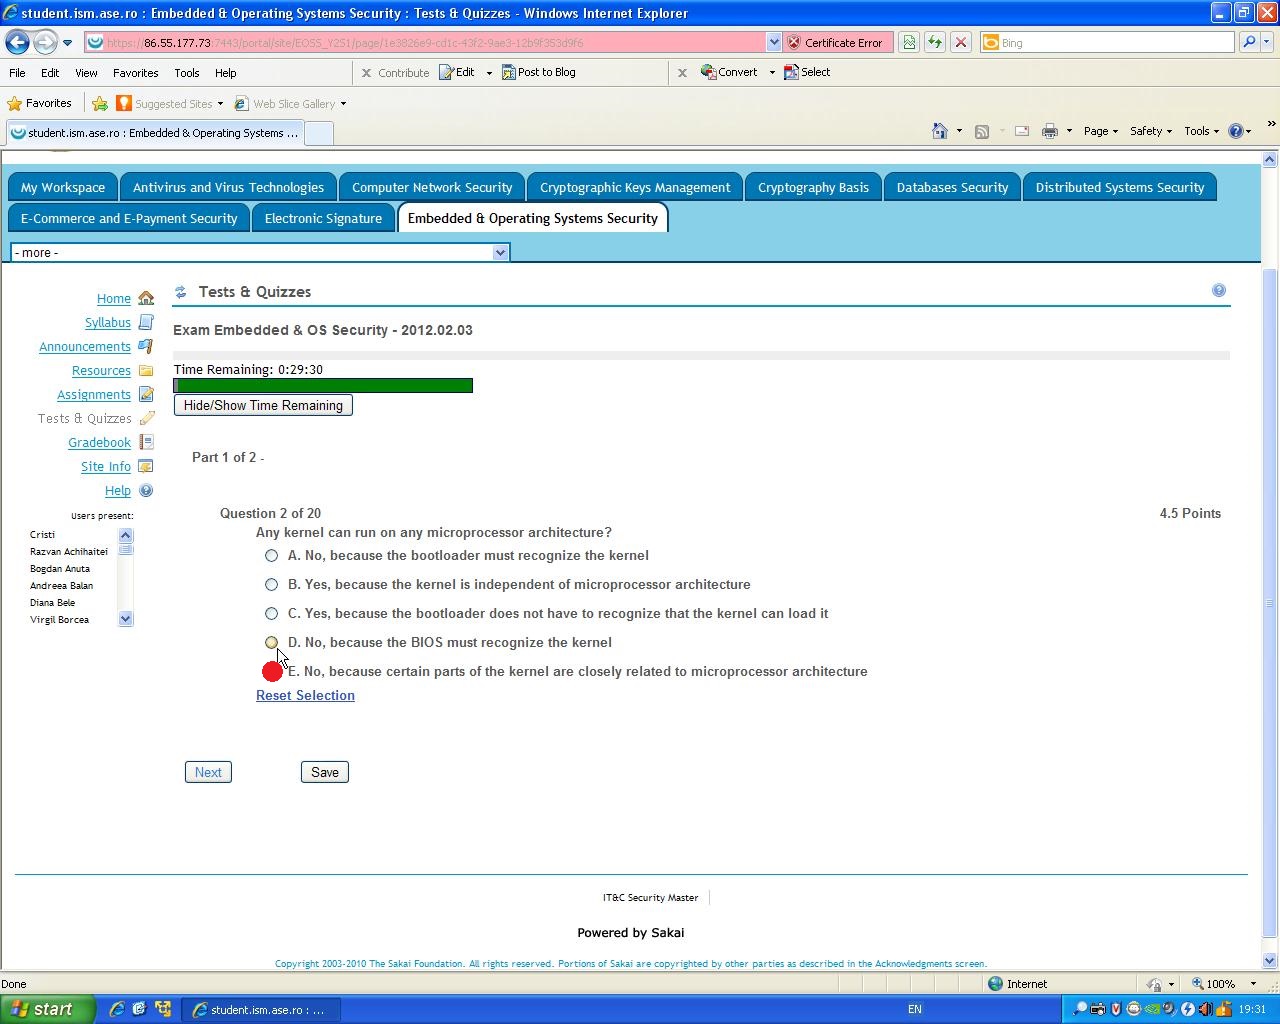 student.ism.ase.ro : Embedded & Operating Systems Security : Tests & Quizzes - Windows Internet Explorer
https://86.55.177.73:7443/portal/site/EOSS_Y2S1/page/1e3826e9-cd1c-43f2-9ae3-12b9f353d9f6
Certificate Error
Bing
File Edit View Favorites Tools Help
x Contribute Edit Post to Blog
x Convert Select
Favorites Suggested Sites Web Slice Gallery
student.ism.ase.ro : Embedded & Operating Systems ...
Page Safety Tools
My Workspace
Antivirus and Virus Technologies
Computer Network Security
Cryptographic Keys Management
Cryptography Basis
Databases Security
Distributed Systems Security
E-Commerce and E-Payment Security
Electronic Signature
Embedded & Operating Systems Security
- more -
Home
Syllabus
Announcements
Resources
Assignments
Tests & Quizzes
Gradebook
Site Info
Help
Users present:
Cristi
Razvan Achihaitei
Bogdan Anuta
Andreea Balan
Diana Bele
Virgil Borcea
Tests & Quizzes
Exam Embedded & OS Security - 2012.02.03
Time Remaining: 0:29:30
Hide/Show Time Remaining
Part 1 of 2 -
Question 2 of 20
4.5 Points
Any kernel can run on any microprocessor architecture?
A. No, because the bootloader must recognize the kernel
B. Yes, because the kernel is independent of microprocessor architecture
C. Yes, because the bootloader does not have to recognize that the kernel can load it
D. No, because the BIOS must recognize the kernel
E. No, because certain parts of the kernel are closely related to microprocessor architecture
Reset Selection
Next
Save
IT&C Security Master
Powered by Sakai
Copyright 2003-2010 The Sakai Foundation. All rights reserved. Portions of Sakai are copyrighted by other parties as described in the Acknowledgments screen.
Done
Internet
100%
start
student.ism.ase.ro : ...
EN
19:31